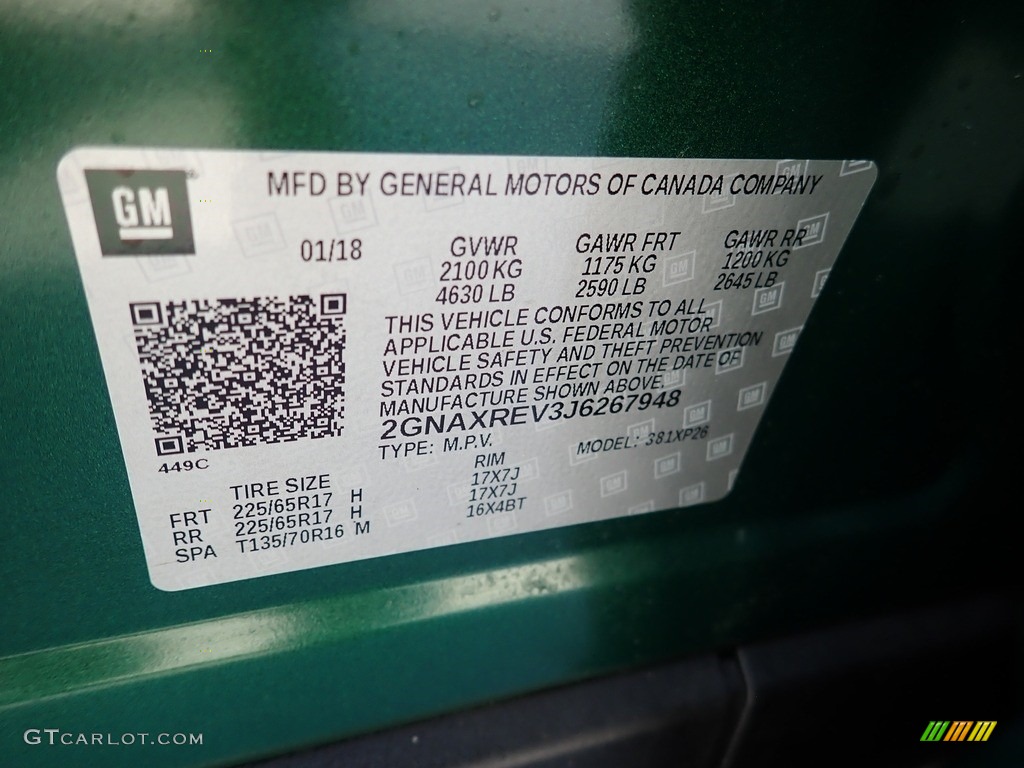 GM
MFD BY GENERAL MOTORS OF CANADA COMPANY
01/18 GVWR GAWR FRT GAWR RR
2100 KG 1175 KG 1200 KG
4630 LB 2590 LB 2645 LB
THIS VEHICLE CONFORMS TO ALL
APPLICABLE U.S. FEDERAL MOTOR
VEHICLE SAFETY AND THEFT PREVENTION
STANDARDS IN EFFECT ON THE DATE OF
MANUFACTURE SHOWN ABOVE.
2GNAXREV3J6267948
TYPE: M.P.V. MODEL: 381XP26
449C
TIRE SIZE RIM
FRT 225/65R17 H 17X7J
RR 225/65R17 H 17X7J
SPA T135/70R16 M 16X4BT
GTCARLOT.COM